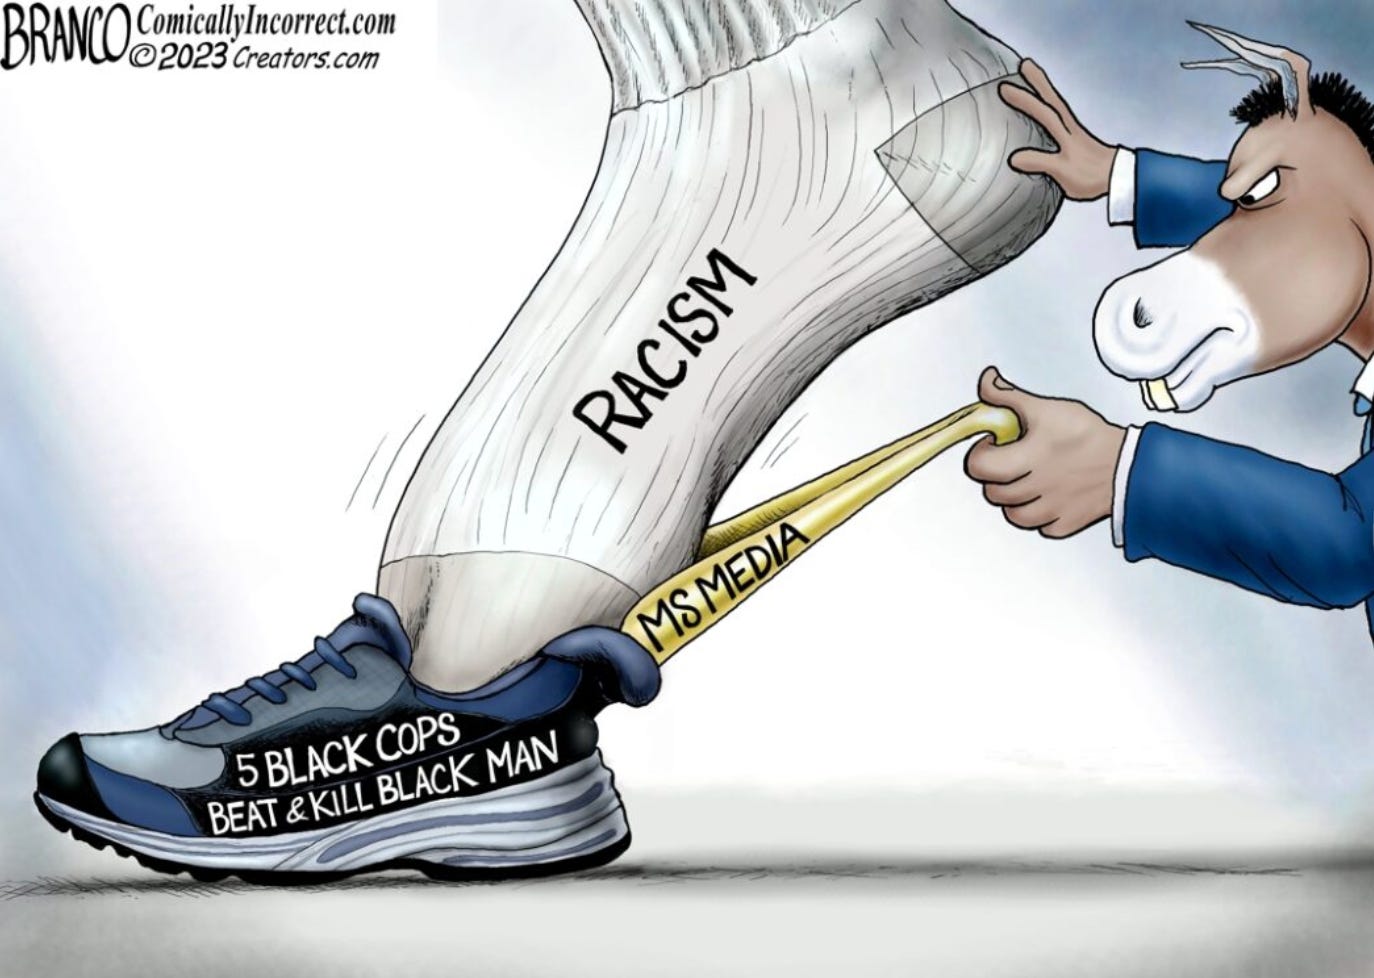 BRANCO ComicallyIncorrect.com
©2023 Creators.com
RACISM
MS MEDIA
5 BLACK COPS
BEAT & KILL BLACK MAN